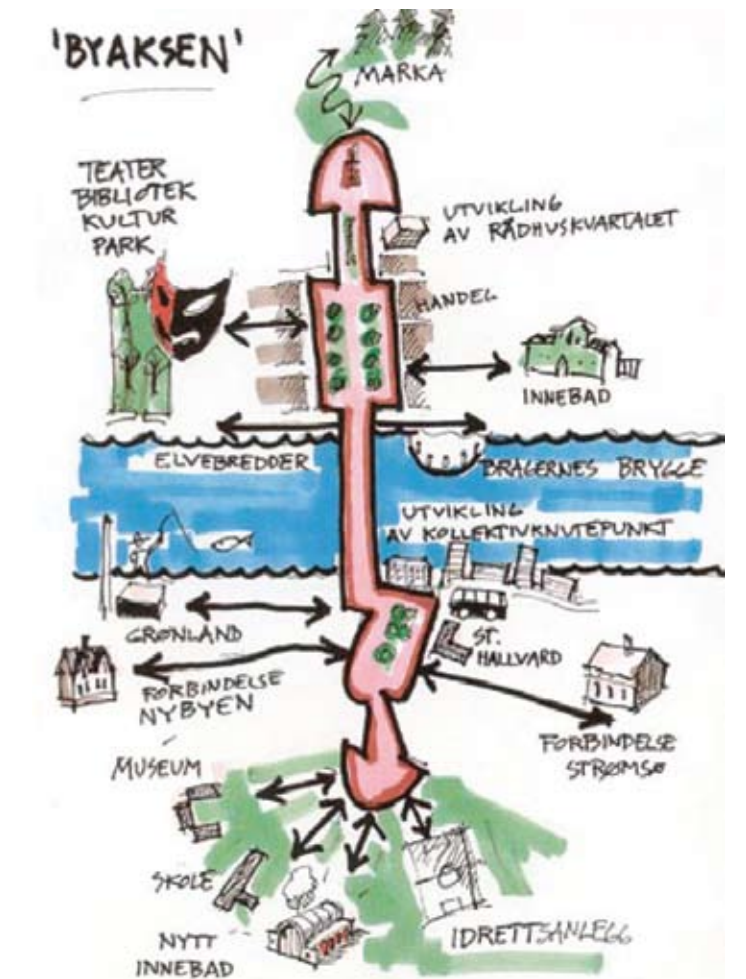 'BYAKSEN'
MARKA
TEATER
BIBLIOTEK
KULTUR
PARK
UTVIKLING
AV RÅDHUSKVARTALET
HANDEL
INNEBAD
ELVEBREDDER
BRAGERNES BRYGGE
UTVIKLING
AV KOLLEKTIVKNUTEPUNKT
GRØNLAND
ST.
HALLVARD
FORBINDELSE
NYBYEN
FORBINDELSE
STRØMSØ
MUSEUM
SKOLE
NYTT
INNEBAD
IDRETTSANLEGG